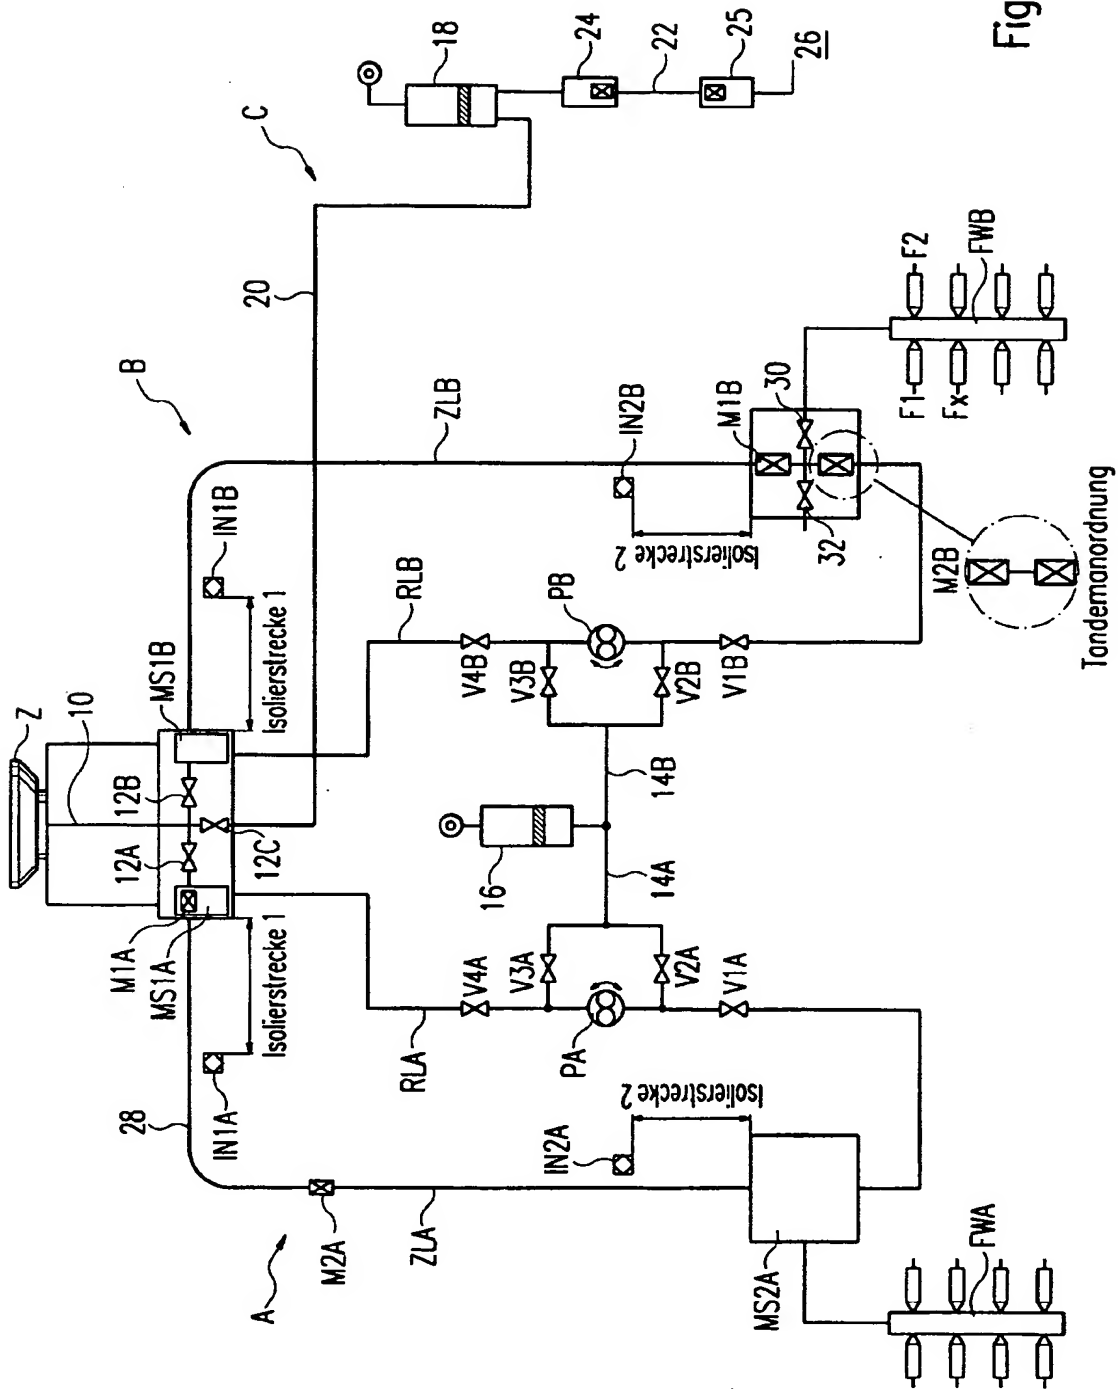 Fig
Z
10
12B
12A
12C
M1A
MS1A
MS1B
IN1B
Isolierstrecke 1
Isolierstrecke 1
IN1A
28
A
B
C
18
24
22
25
26
20
ZLB
RLB
RLA
ZLA
M2A
IN2B
Isolierstrecke 2
IN2A
Isolierstrecke 2
M1B
30
32
M2B
Tandemanordnung
PB
V4B
V3B
V2B
V1B
14B
14A
16
V4A
V3A
V2A
V1A
PA
MS2A
FWA
FWB
F1
F2
Fx